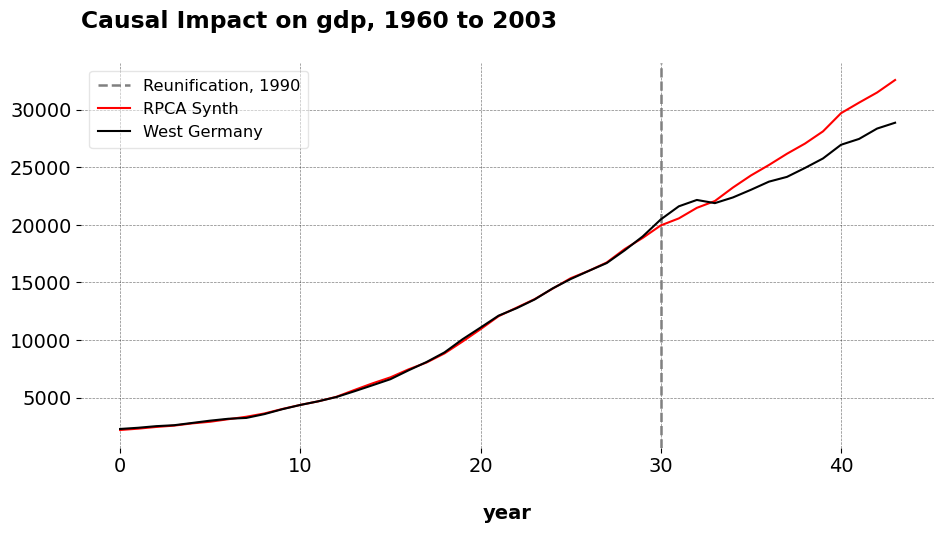 Causal Impact on gdp, 1960 to 2003
Reunification, 1990
RPCA Synth
West Germany
30000
25000
20000
15000
10000
5000
0 10 20 30 40
year